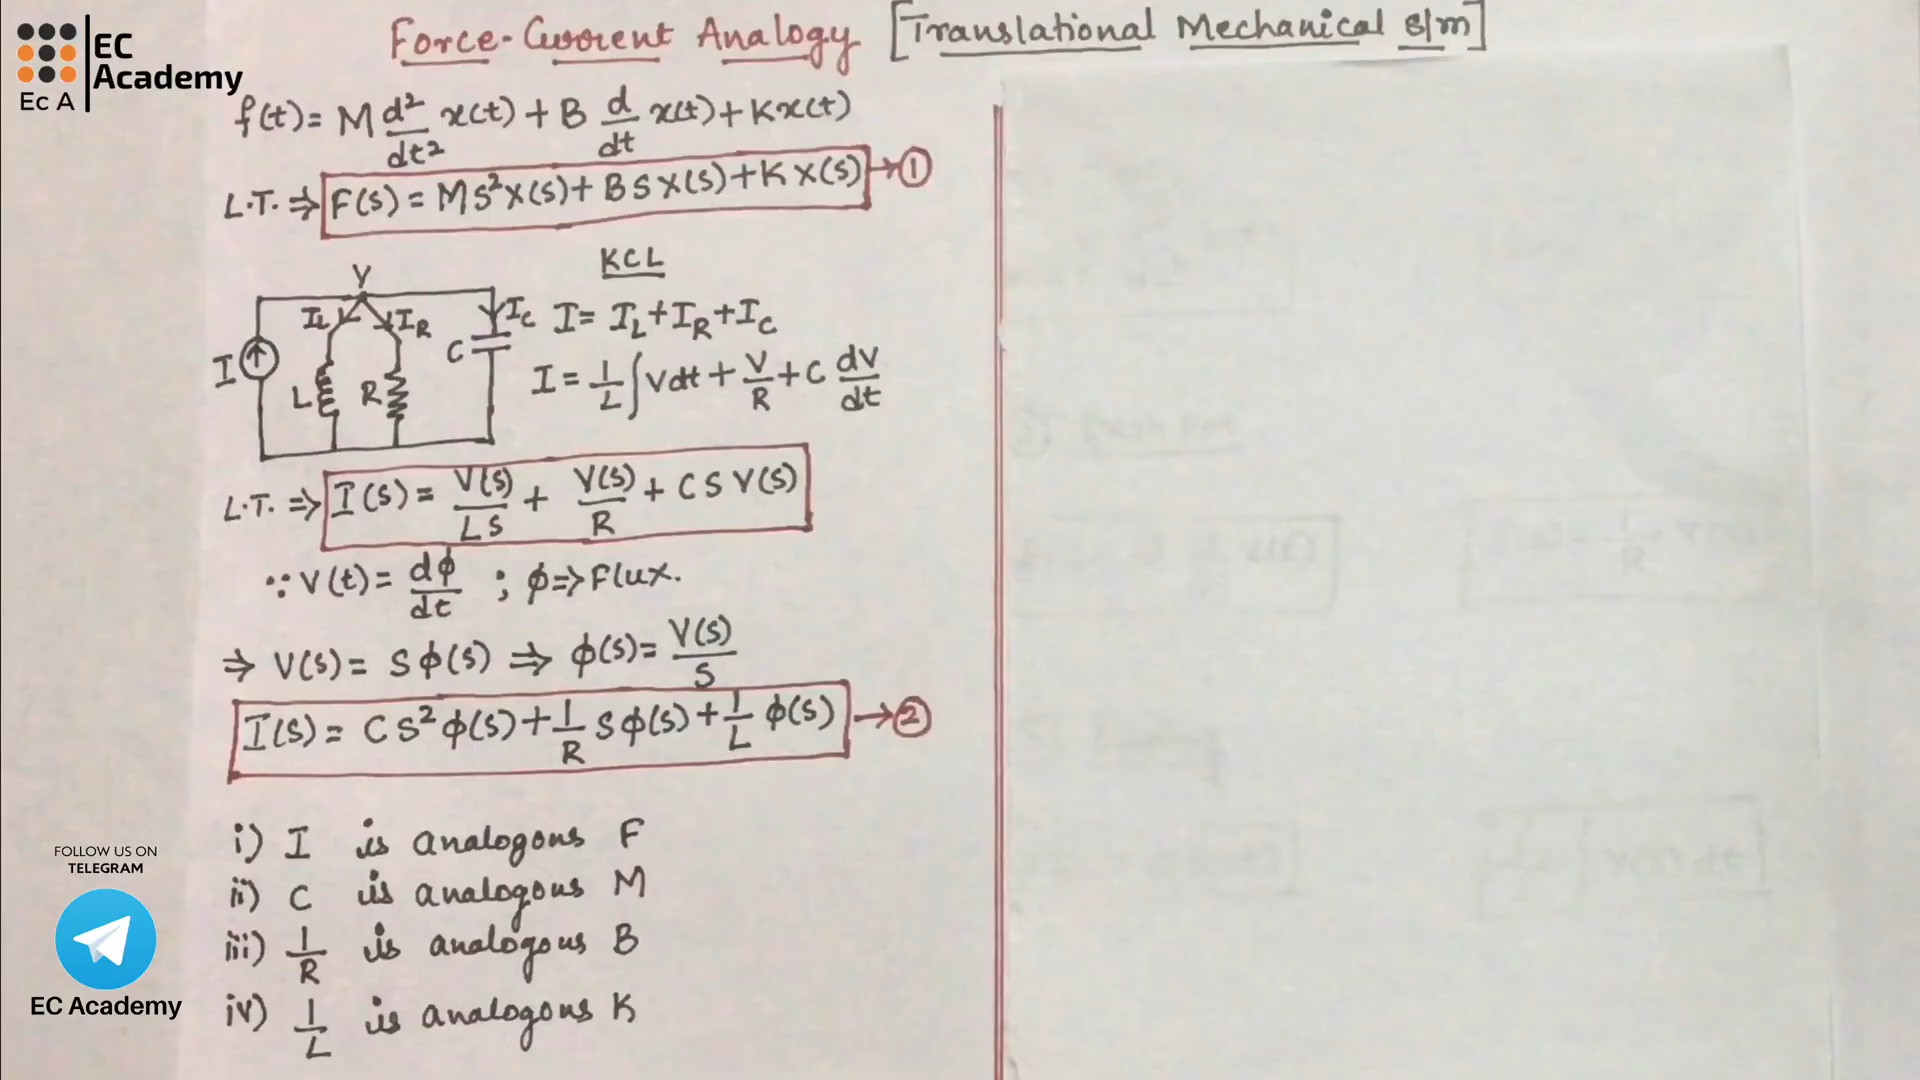 EC Academy
Ec A
Force-Current Analogy [Translational Mechanical s/m]
f(t) = M d²/dt² x(t) + B d/dt x(t) + K x(t)
L.T. ⇒ F(s) = M S² X(s) + B S X(s) + K X(s) → ①
KCL
V
I_L
I_R
I_C
I
L
R
C
I = I_L + I_R + I_C
I = 1/L ∫ V dt + V/R + C dV/dt
L.T. ⇒ I(s) = V(s)/LS + V(s)/R + C S V(s)
∵ V(t) = dϕ/dt ; ϕ ⇒ Flux.
⇒ V(s) = S ϕ(s) ⇒ ϕ(s) = V(s)/S
I(s) = C S² ϕ(s) + 1/R S ϕ(s) + 1/L ϕ(s) → ②
i) I is analogous F
ii) C is analogous M
iii) 1/R is analogous B
iv) 1/L is analogous K
FOLLOW US ON
TELEGRAM
EC Academy